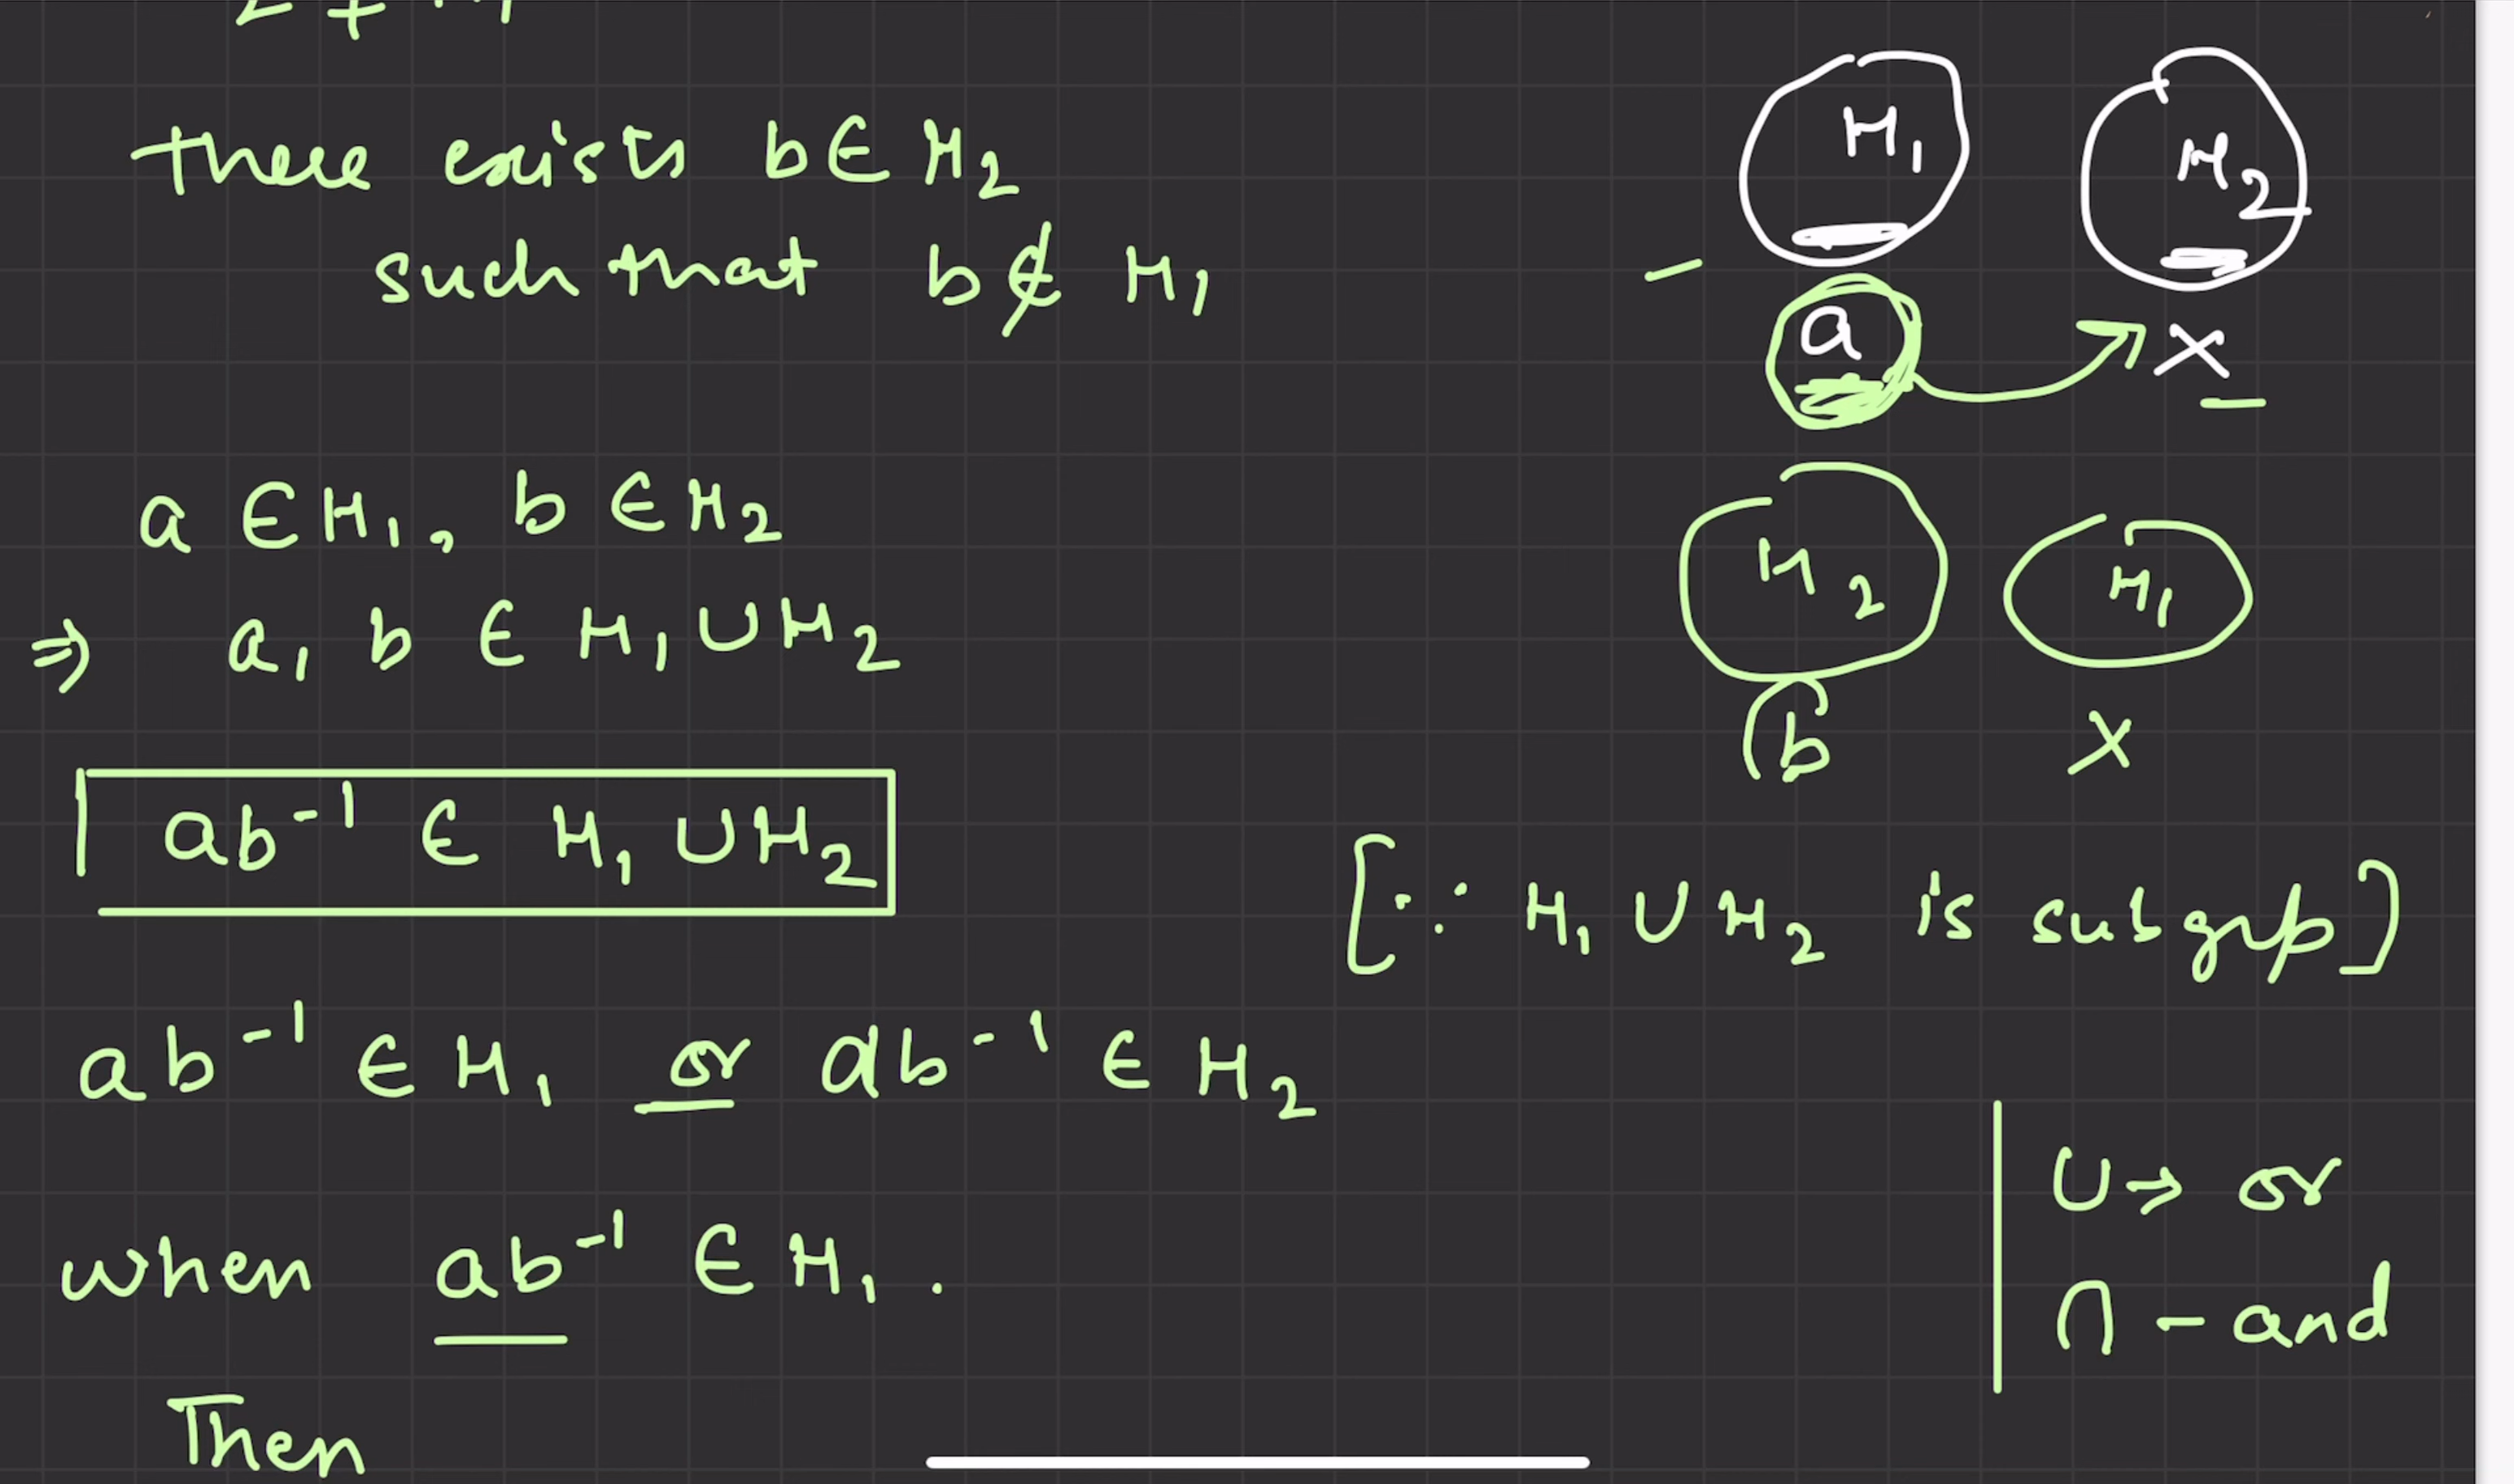 there exists b ∈ H₂
such that b ∉ H₁
H₁ H₂
a ×
a ∈ H₁, b ∈ H₂
⇒ a, b ∈ H₁ ∪ H₂
H₂ H₁
b ×
ab⁻¹ ∈ H₁ ∪ H₂
[∵ H₁ ∪ H₂ is subgrp]
ab⁻¹ ∈ H₁ or ab⁻¹ ∈ H₂
∪ → or
∩ - and
when ab⁻¹ ∈ H₁.
Then